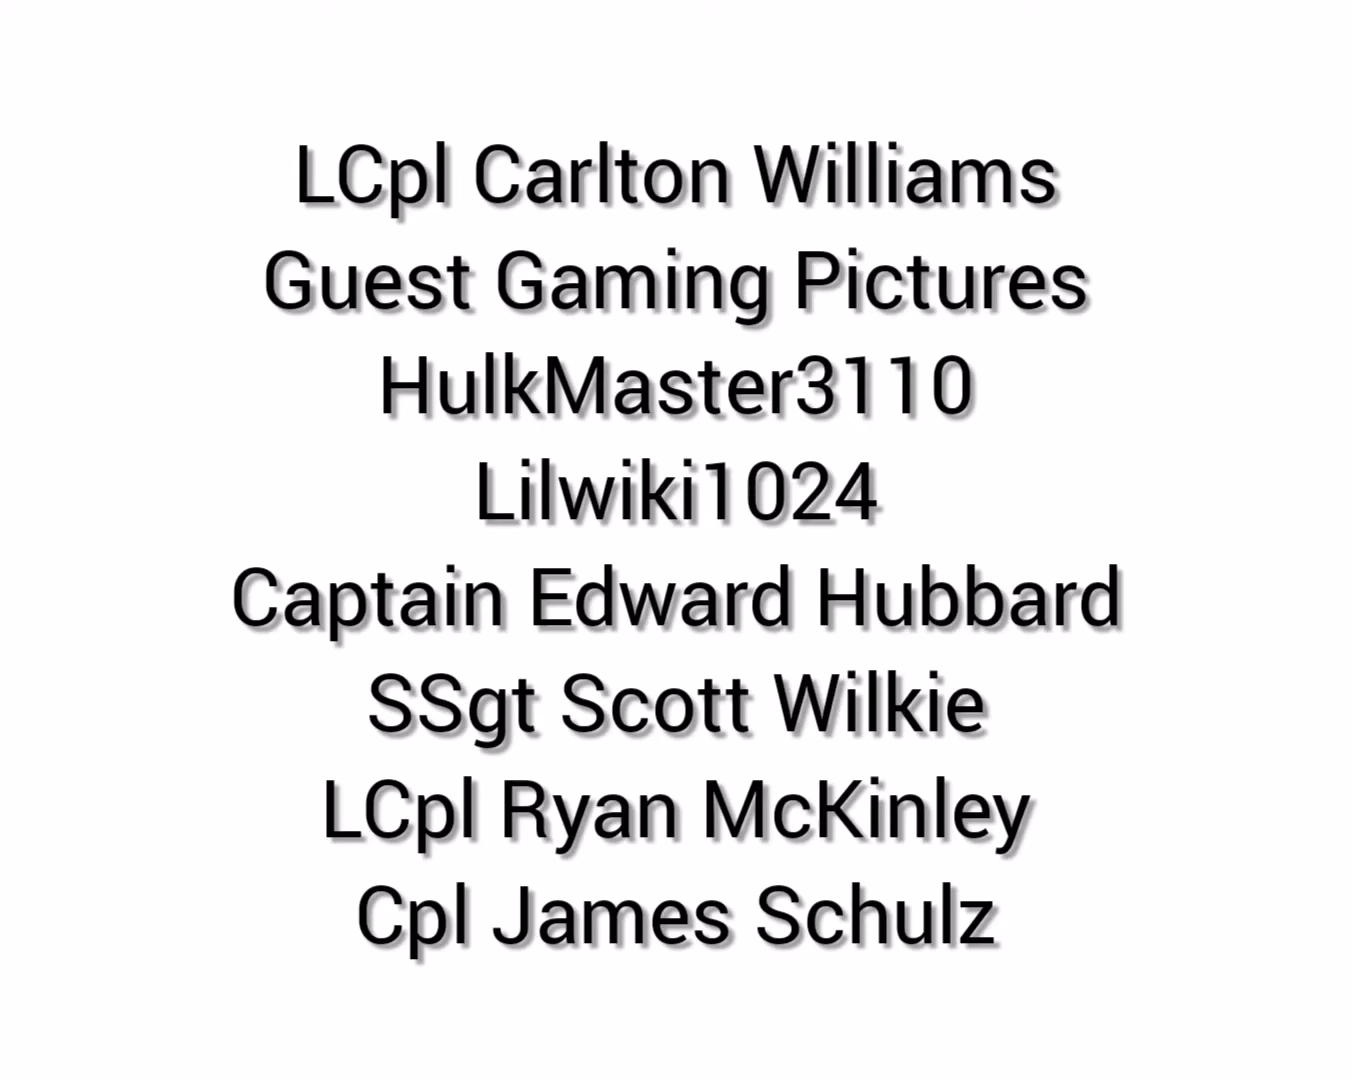 LCpl Carlton Williams
Guest Gaming Pictures
HulkMaster3110
Lilwiki1024
Captain Edward Hubbard
SSgt Scott Wilkie
LCpl Ryan McKinley
Cpl James Schulz